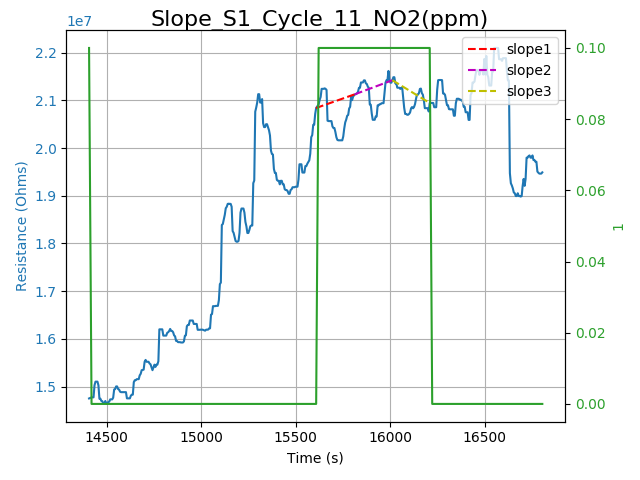 Slope_S1_Cycle_11_NO2(ppm)
1e7
2.2
2.1
2.0
1.9
1.8
1.7
1.6
1.5
Resistance (Ohms)
14500 15000 15500 16000 16500
Time (s)
0.10
0.08
0.06
0.04
0.02
0.00
1
slope1
slope2
slope3